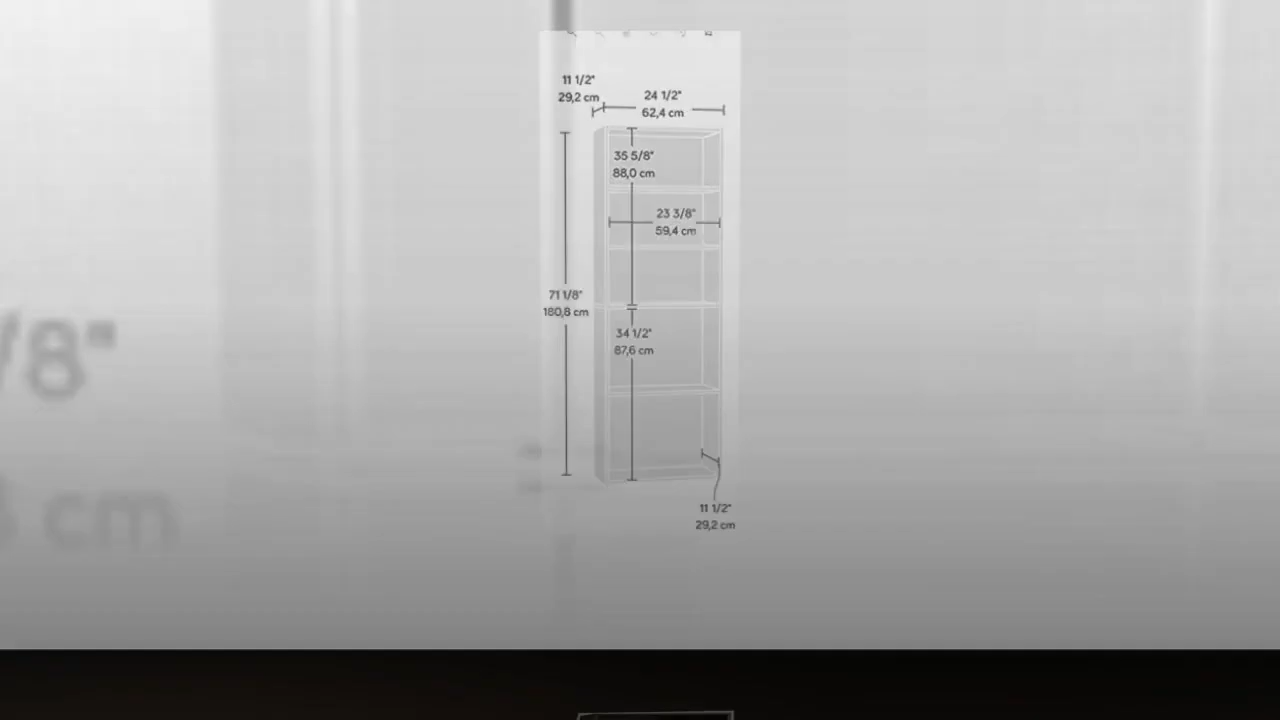 11 1/2"
29,2 cm
24 1/2"
62,4 cm
35 5/8"
88,0 cm
23 3/8"
59,4 cm
71 1/8"
180,8 cm
34 1/2"
87,6 cm
11 1/2"
29,2 cm
/8"
cm